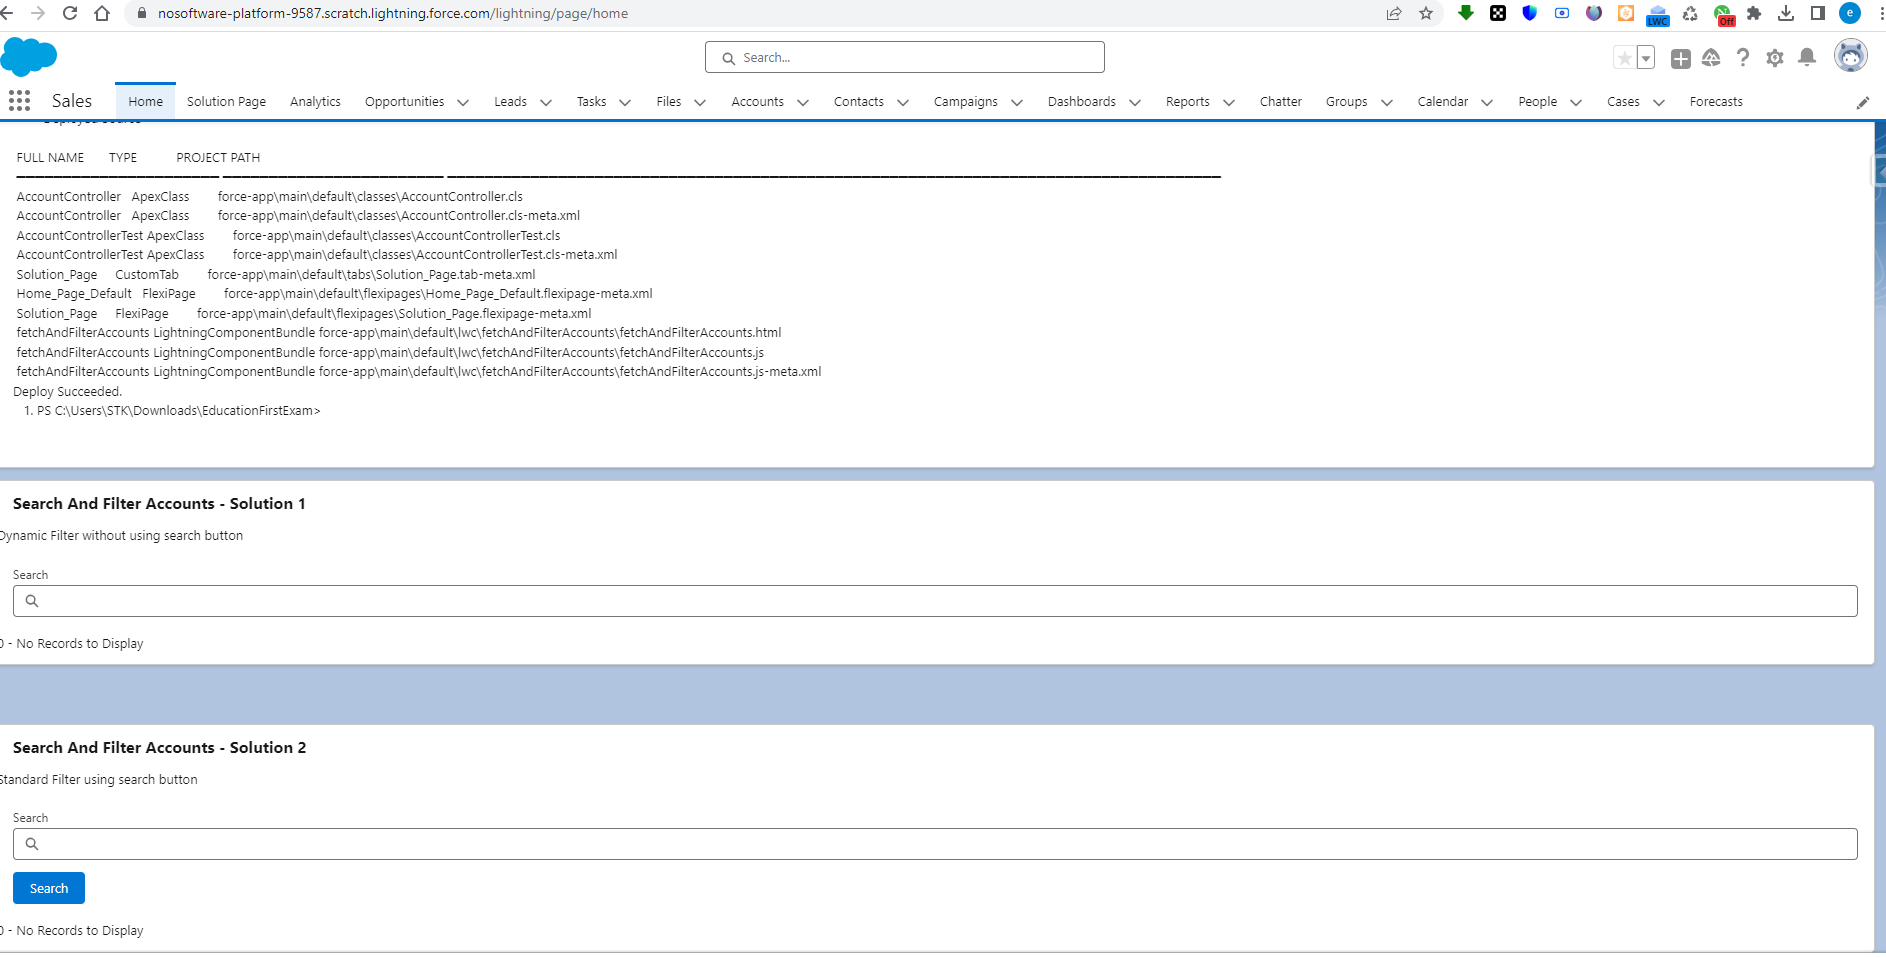 nosoftware-platform-9587.scratch.lightning.force.com/lightning/page/home
LWC
Off
e
Search...
Sales
Home
Solution Page
Analytics
Opportunities
Leads
Tasks
Files
Accounts
Contacts
Campaigns
Dashboards
Reports
Chatter
Groups
Calendar
People
Cases
Forecasts
Deployed Source
FULL NAME TYPE PROJECT PATH
AccountController ApexClass force-app\main\default\classes\AccountController.cls
AccountController ApexClass force-app\main\default\classes\AccountController.cls-meta.xml
AccountControllerTest ApexClass force-app\main\default\classes\AccountControllerTest.cls
AccountControllerTest ApexClass force-app\main\default\classes\AccountControllerTest.cls-meta.xml
Solution_Page CustomTab force-app\main\default\tabs\Solution_Page.tab-meta.xml
Home_Page_Default FlexiPage force-app\main\default\flexipages\Home_Page_Default.flexipage-meta.xml
Solution_Page FlexiPage force-app\main\default\flexipages\Solution_Page.flexipage-meta.xml
fetchAndFilterAccounts LightningComponentBundle force-app\main\default\lwc\fetchAndFilterAccounts\fetchAndFilterAccounts.html
fetchAndFilterAccounts LightningComponentBundle force-app\main\default\lwc\fetchAndFilterAccounts\fetchAndFilterAccounts.js
fetchAndFilterAccounts LightningComponentBundle force-app\main\default\lwc\fetchAndFilterAccounts\fetchAndFilterAccounts.js-meta.xml
Deploy Succeeded.
1. PS C:\Users\STK\Downloads\EducationFirstExam>
Search And Filter Accounts - Solution 1
Dynamic Filter without using search button
Search
0 - No Records to Display
Search And Filter Accounts - Solution 2
Standard Filter using search button
Search
Search
0 - No Records to Display